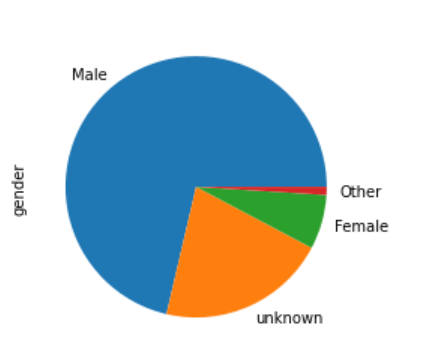 Male
gender
Other
Female
unknown